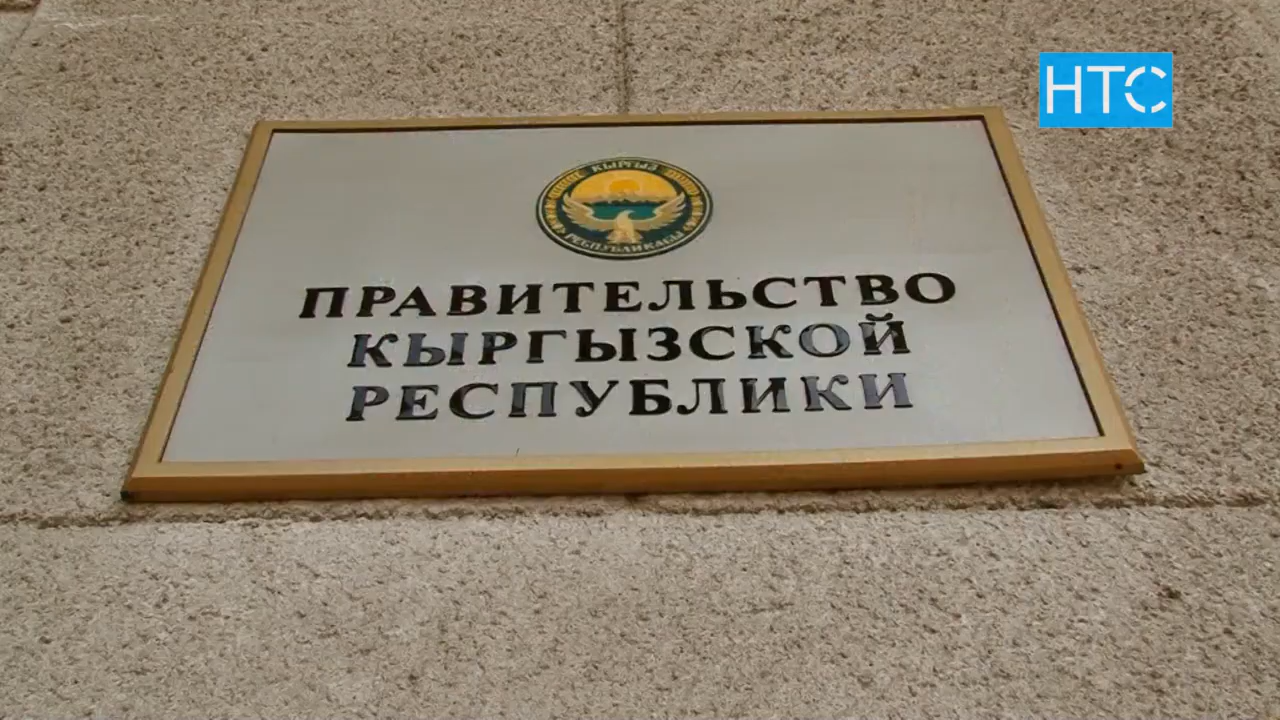 НТС
КЫРГЫЗ
РЕСПУБЛИКАСЫ
ПРАВИТЕЛЬСТВО
КЫРГЫЗСКОЙ
РЕСПУБЛИКИ